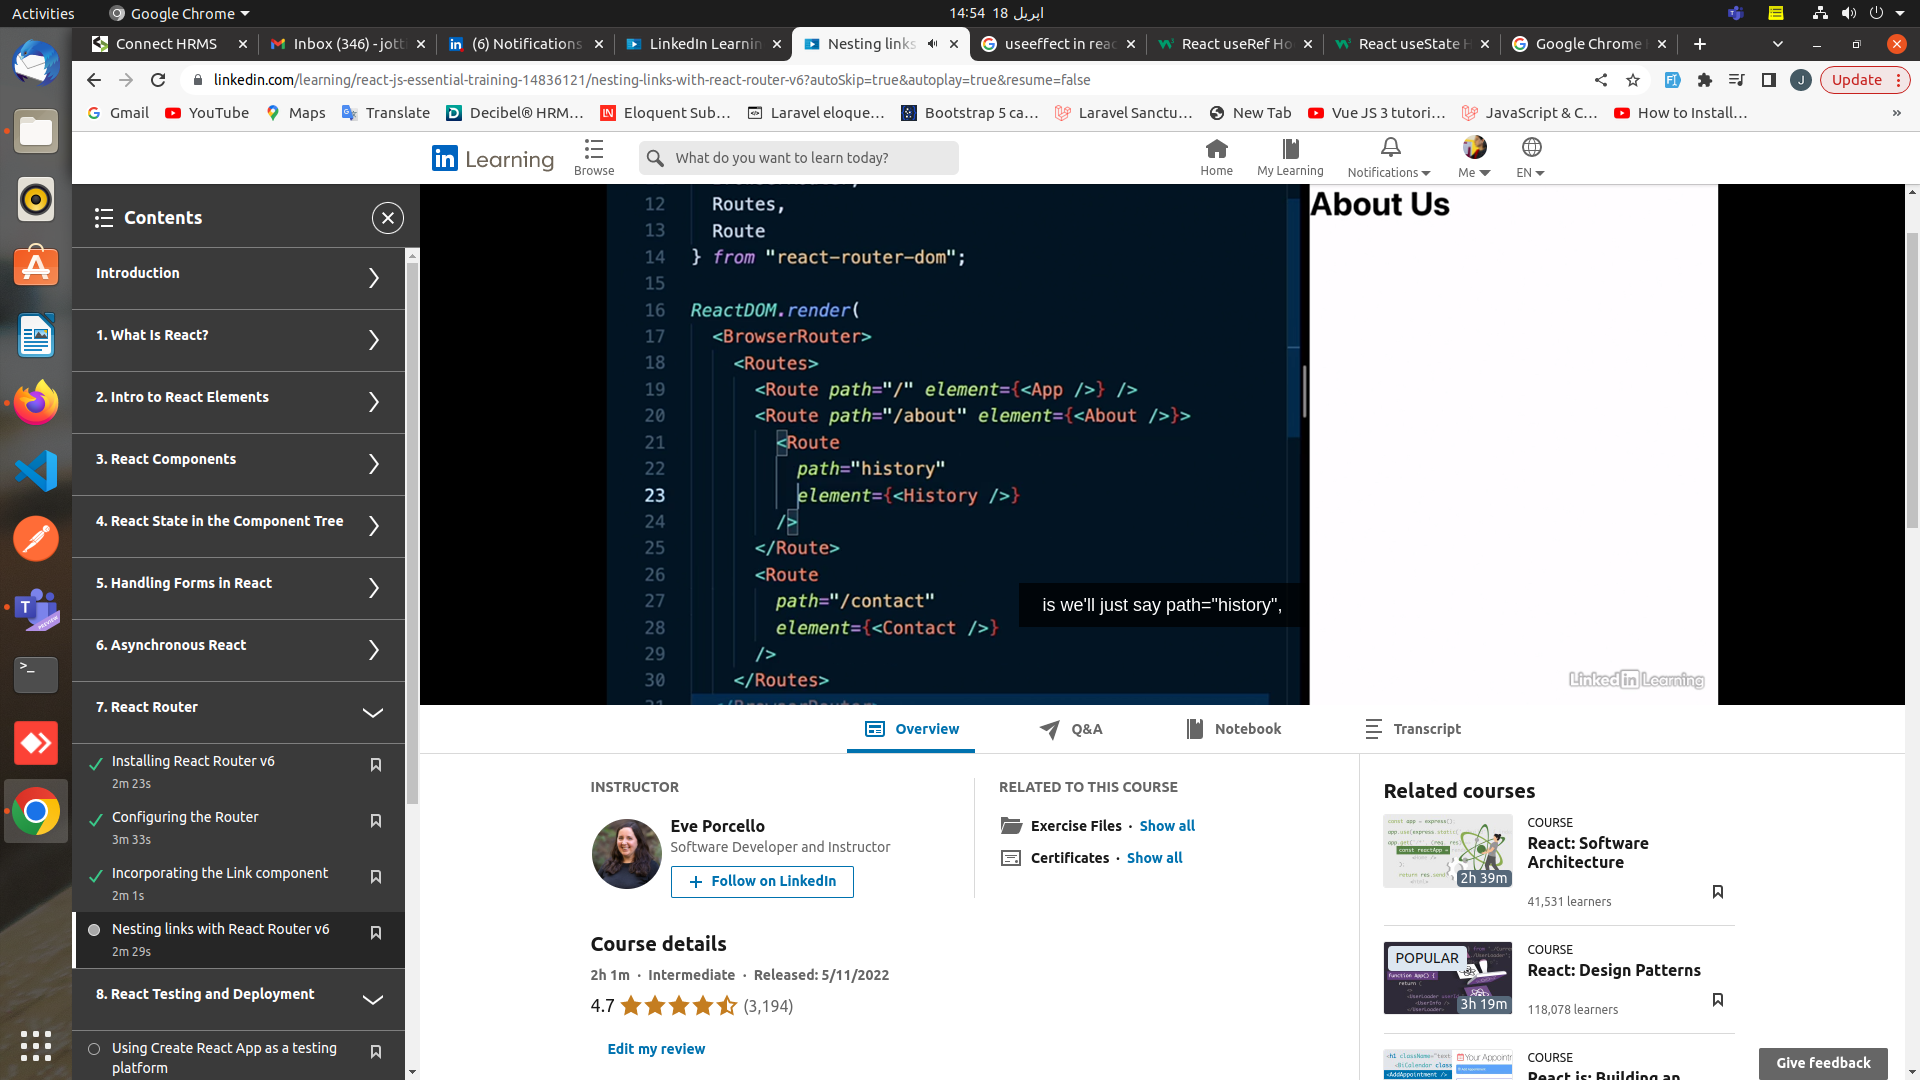 Activities
Google Chrome
14:54 18 اپریل
Connect HRMS
Inbox (346) - jott
(6) Notifications
LinkedIn Learnin
Nesting links
useeffect in reac
React useRef Ho
React useState H
Google Chrome
linkedin.com/learning/react-js-essential-training-14836121/nesting-links-with-react-router-v6?autoSkip=true&autoplay=true&resume=false
J
Update
Gmail
YouTube
Maps
Translate
Decibel® HRM…
Eloquent Sub…
Laravel eloque…
Bootstrap 5 ca…
Laravel Sanctu…
New Tab
Vue JS 3 tutori…
JavaScript & C…
How to Install…
»
in Learning
Browse
What do you want to learn today?
Home
My Learning
Notifications
Me
EN
Contents
Introduction
1. What Is React?
2. Intro to React Elements
3. React Components
4. React State in the Component Tree
5. Handling Forms in React
6. Asynchronous React
7. React Router
Installing React Router v6
2m 23s
Configuring the Router
3m 33s
Incorporating the Link component
2m 1s
Nesting links with React Router v6
2m 29s
8. React Testing and Deployment
Using Create React App as a testing
platform
12 Routes,
13 Route
14 } from "react-router-dom";
15
16 ReactDOM.render(
17 <BrowserRouter>
18 <Routes>
19 <Route path="/" element={<App />} />
20 <Route path="/about" element={<About />}>
21 <Route
22 path="history"
23 element={<History />}
24 />
25 </Route>
26 <Route
27 path="/contact"
28 element={<Contact />}
29 />
30 </Routes>
is we'll just say path="history",
About Us
Linked in Learning
Overview
Q&A
Notebook
Transcript
INSTRUCTOR
Eve Porcello
Software Developer and Instructor
+ Follow on LinkedIn
RELATED TO THIS COURSE
Exercise Files · Show all
Certificates · Show all
Course details
2h 1m · Intermediate · Released: 5/11/2022
4.7 (3,194)
Edit my review
Related courses
2h 39m
COURSE
React: Software
Architecture
41,531 learners
POPULAR
3h 19m
COURSE
React: Design Patterns
118,078 learners
COURSE
React.js: Building an
Give feedback